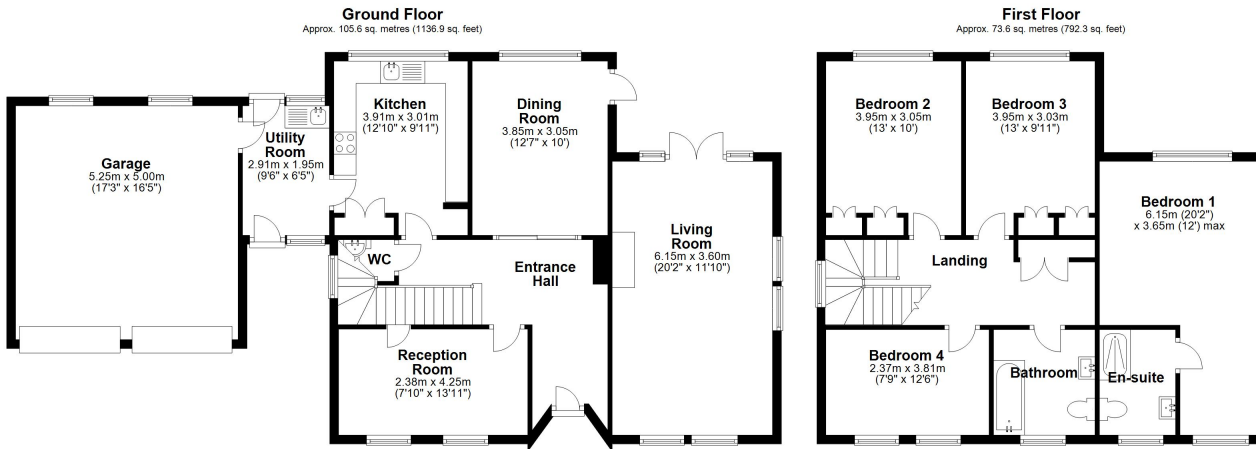 Ground Floor
Approx. 105.6 sq. metres (1136.9 sq. feet)
Garage
5.25m x 5.00m
(17'3" x 16'5")
Utility
Room
2.91m x 1.95m
(9'6" x 6'5")
Kitchen
3.91m x 3.01m
(12'10" x 9'11")
Dining
Room
3.85m x 3.05m
(12'7" x 10')
Living
Room
6.15m x 3.60m
(20'2" x 11'10")
WC
Entrance
Hall
Reception
Room
2.38m x 4.25m
(7'10" x 13'11")
First Floor
Approx. 73.6 sq. metres (792.3 sq. feet)
Bedroom 2
3.95m x 3.05m
(13' x 10')
Bedroom 3
3.95m x 3.03m
(13' x 9'11")
Bedroom 1
6.15m (20'2")
x 3.65m (12') max
Landing
Bedroom 4
2.37m x 3.81m
(7'9" x 12'6")
Bathroom
En-suite